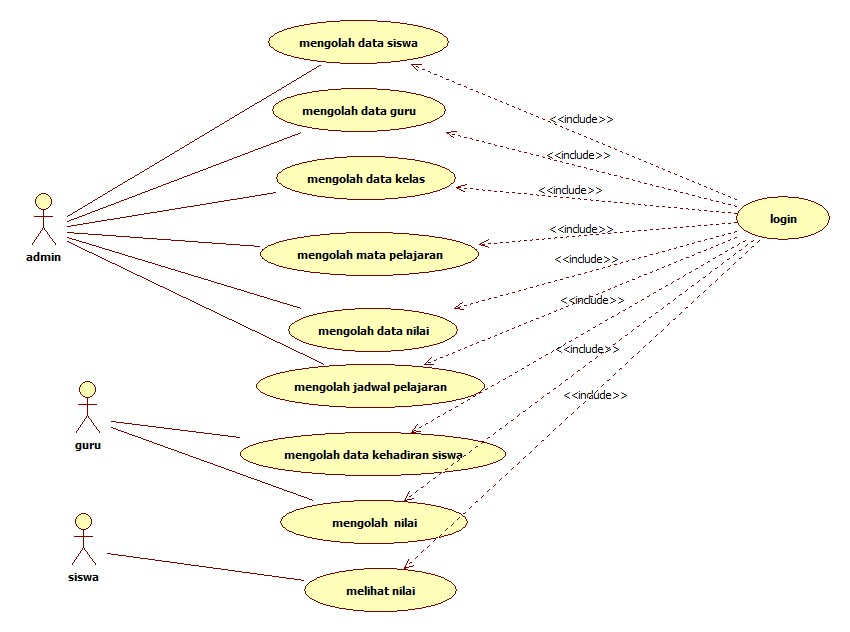 mengolah data siswa
mengolah data guru
<<include>>
<<include>>
mengolah data kelas
<<include>>
login
<<include>>
mengolah mata pelajaran
admin
<<include>>
<<include>>
mengolah data nilai
<<include>>
mengolah jadwal pelajaran
<<include>>
guru
mengolah data kehadiran siswa
mengolah  nilai
siswa
melihat nilai